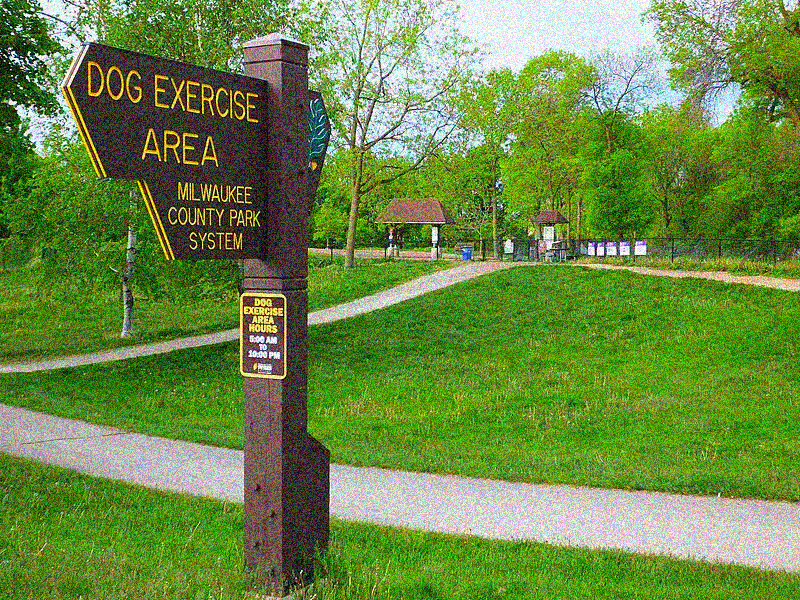 DOG EXERCISE
AREA
MILWAUKEE
COUNTY PARK
SYSTEM
DOG
EXERCISE
AREA
HOURS
5:00 AM
TO
10:00 PM